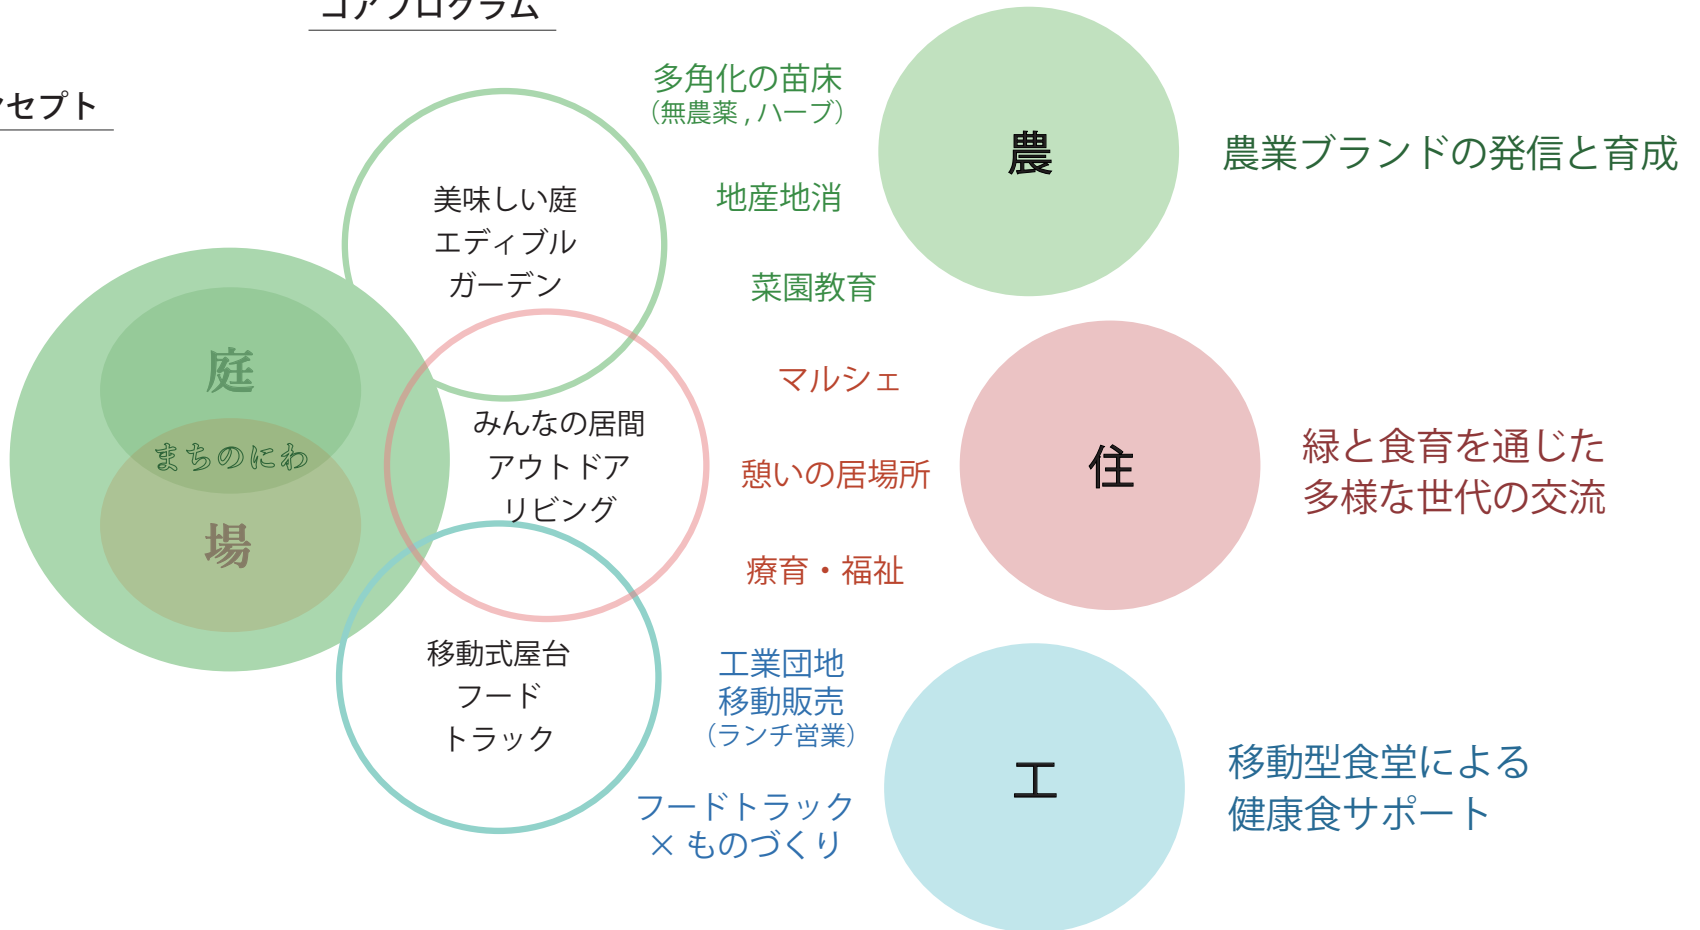 コアプログラム
ンセプト
庭
まちのにわ
場
美味しい庭
エディブル
ガーデン
みんなの居間
アウトドア
リビング
移動式屋台
フード
トラック
多角化の苗床
（無農薬 , ハーブ）
地産地消
菜園教育
マルシェ
憩いの居場所
療育・福祉
工業団地
移動販売
（ランチ営業）
フードトラック
× ものづくり
農
農業ブランドの発信と育成
住
緑と食育を通じた
多様な世代の交流
工
移動型食堂による
健康食サポート